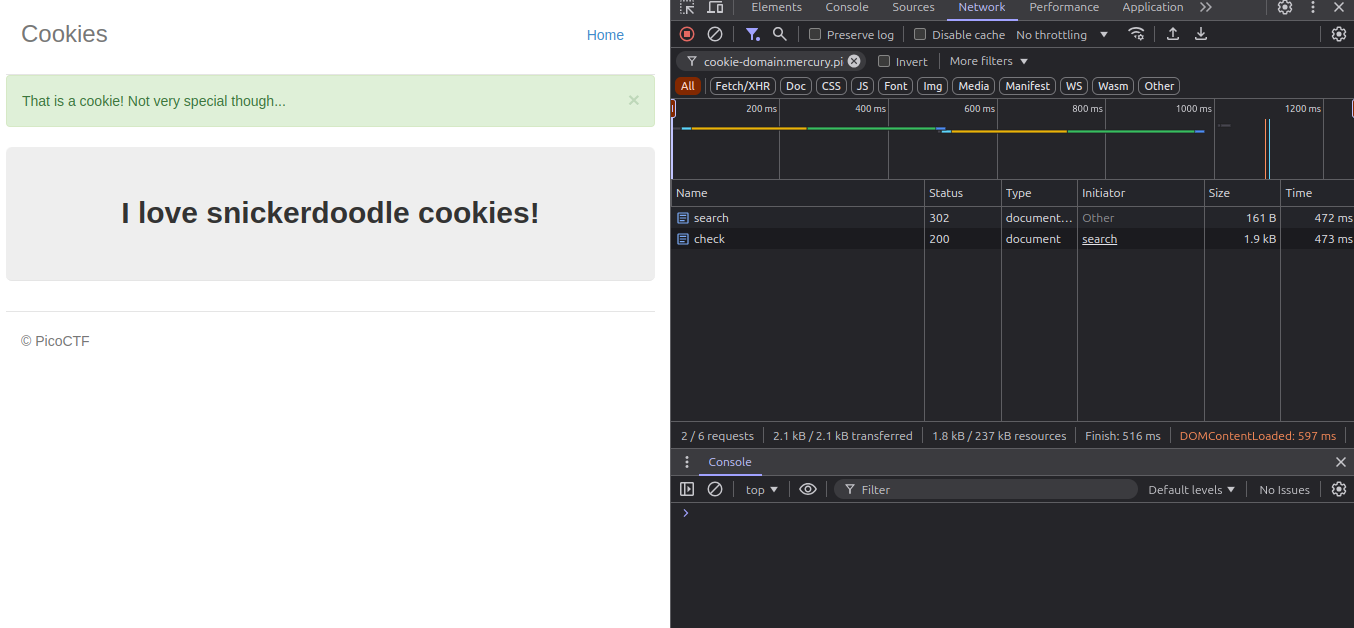 Cookies
Home
That is a cookie! Not very special though...
×
I love snickerdoodle cookies!
© PicoCTF
Elements Console Sources Network Performance Application
Preserve log Disable cache No throttling
cookie-domain:mercury.pi Invert More filters
All Fetch/XHR Doc CSS JS Font Img Media Manifest WS Wasm Other
200 ms 400 ms 600 ms 800 ms 1000 ms 1200 ms
Name Status Type Initiator Size Time
search 302 document... Other 161 B 472 ms
check 200 document search 1.9 kB 473 ms
2 / 6 requests 2.1 kB / 2.1 kB transferred 1.8 kB / 237 kB resources Finish: 516 ms DOMContentLoaded: 597 ms
Console
top Filter Default levels No Issues